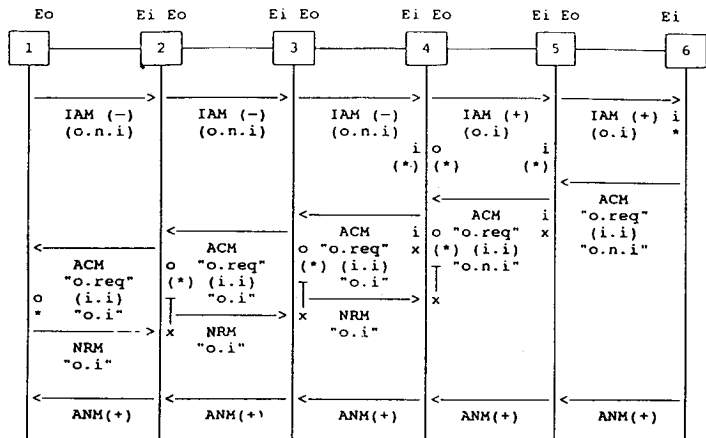 Eo Ei Eo Ei Eo Ei Eo Ei Eo Ei
1 2 3 4 5 6
IAM (−) IAM (−) IAM (−) IAM (+) IAM (+) i
(o.n.i) (o.n.i) (o.n.i) (o.i) (o.i) *
i o i
(*) (*) (*)
ACM
ACM i ACM i "o.req"
ACM o "o.req" x o "o.req" x (i.i)
ACM o "o.req" (*) (i.i) (*) (i.i) "o.n.i"
"o.req" (*) (i.i) "o.i" "o.n.i"
o (i.i) "o.i" x
* "o.i" x NRM
x NRM "o.i"
NRM "o.i"
"o.i"
ANM(+) ANM(+) ANM(+) ANM(+) ANM(+)